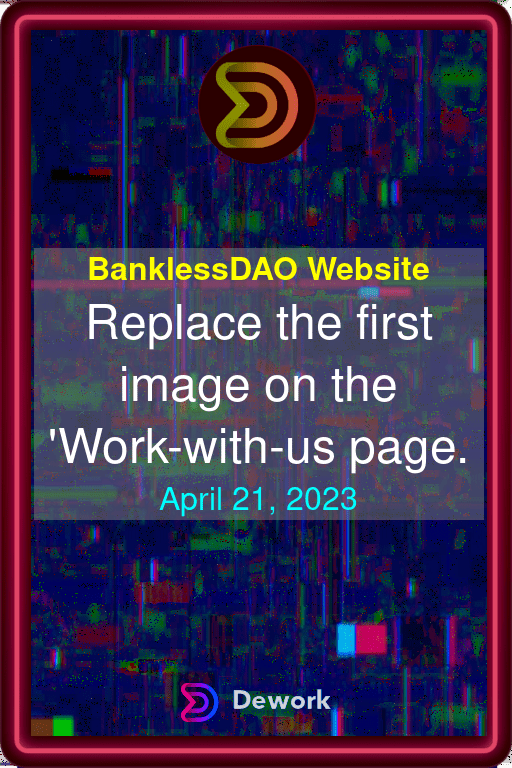 BanklessDAO Website
Replace the first
image on the
'Work-with-us page.
April 21, 2023
Dework